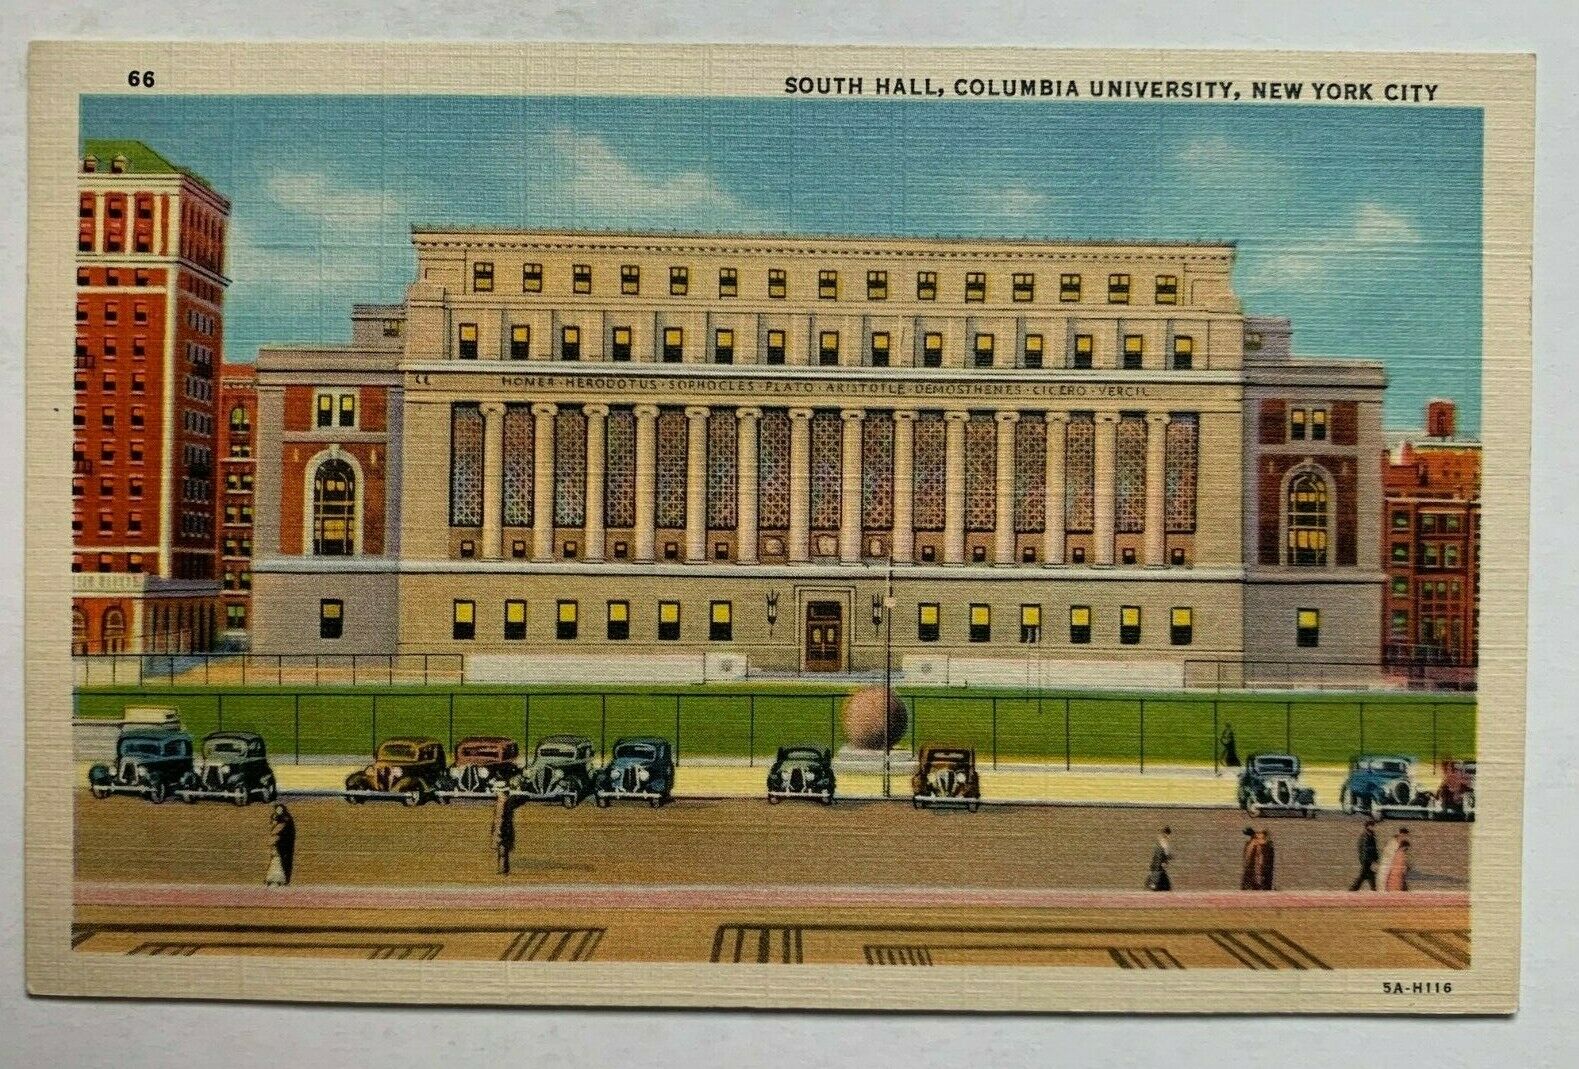 66
SOUTH HALL, COLUMBIA UNIVERSITY, NEW YORK CITY
HOMER · HERODOTUS · SOPHOCLES · PLATO · ARISTOTLE · DEMOSTHENES · CICERO · VERGIL
5A-H116